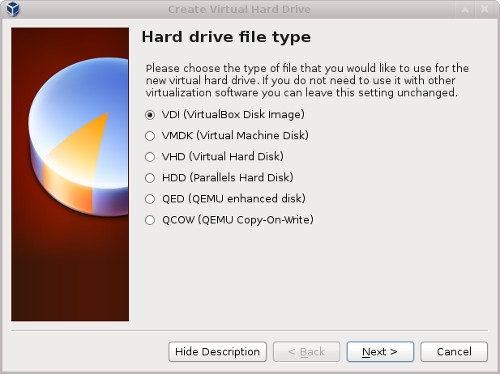 Create Virtual Hard Drive
Hard drive file type
Please choose the type of file that you would like to use for the
new virtual hard drive. If you do not need to use it with other
virtualization software you can leave this setting unchanged.
VDI (VirtualBox Disk Image)
VMDK (Virtual Machine Disk)
VHD (Virtual Hard Disk)
HDD (Parallels Hard Disk)
QED (QEMU enhanced disk)
QCOW (QEMU Copy-On-Write)
Hide Description
< Back
Next >
Cancel